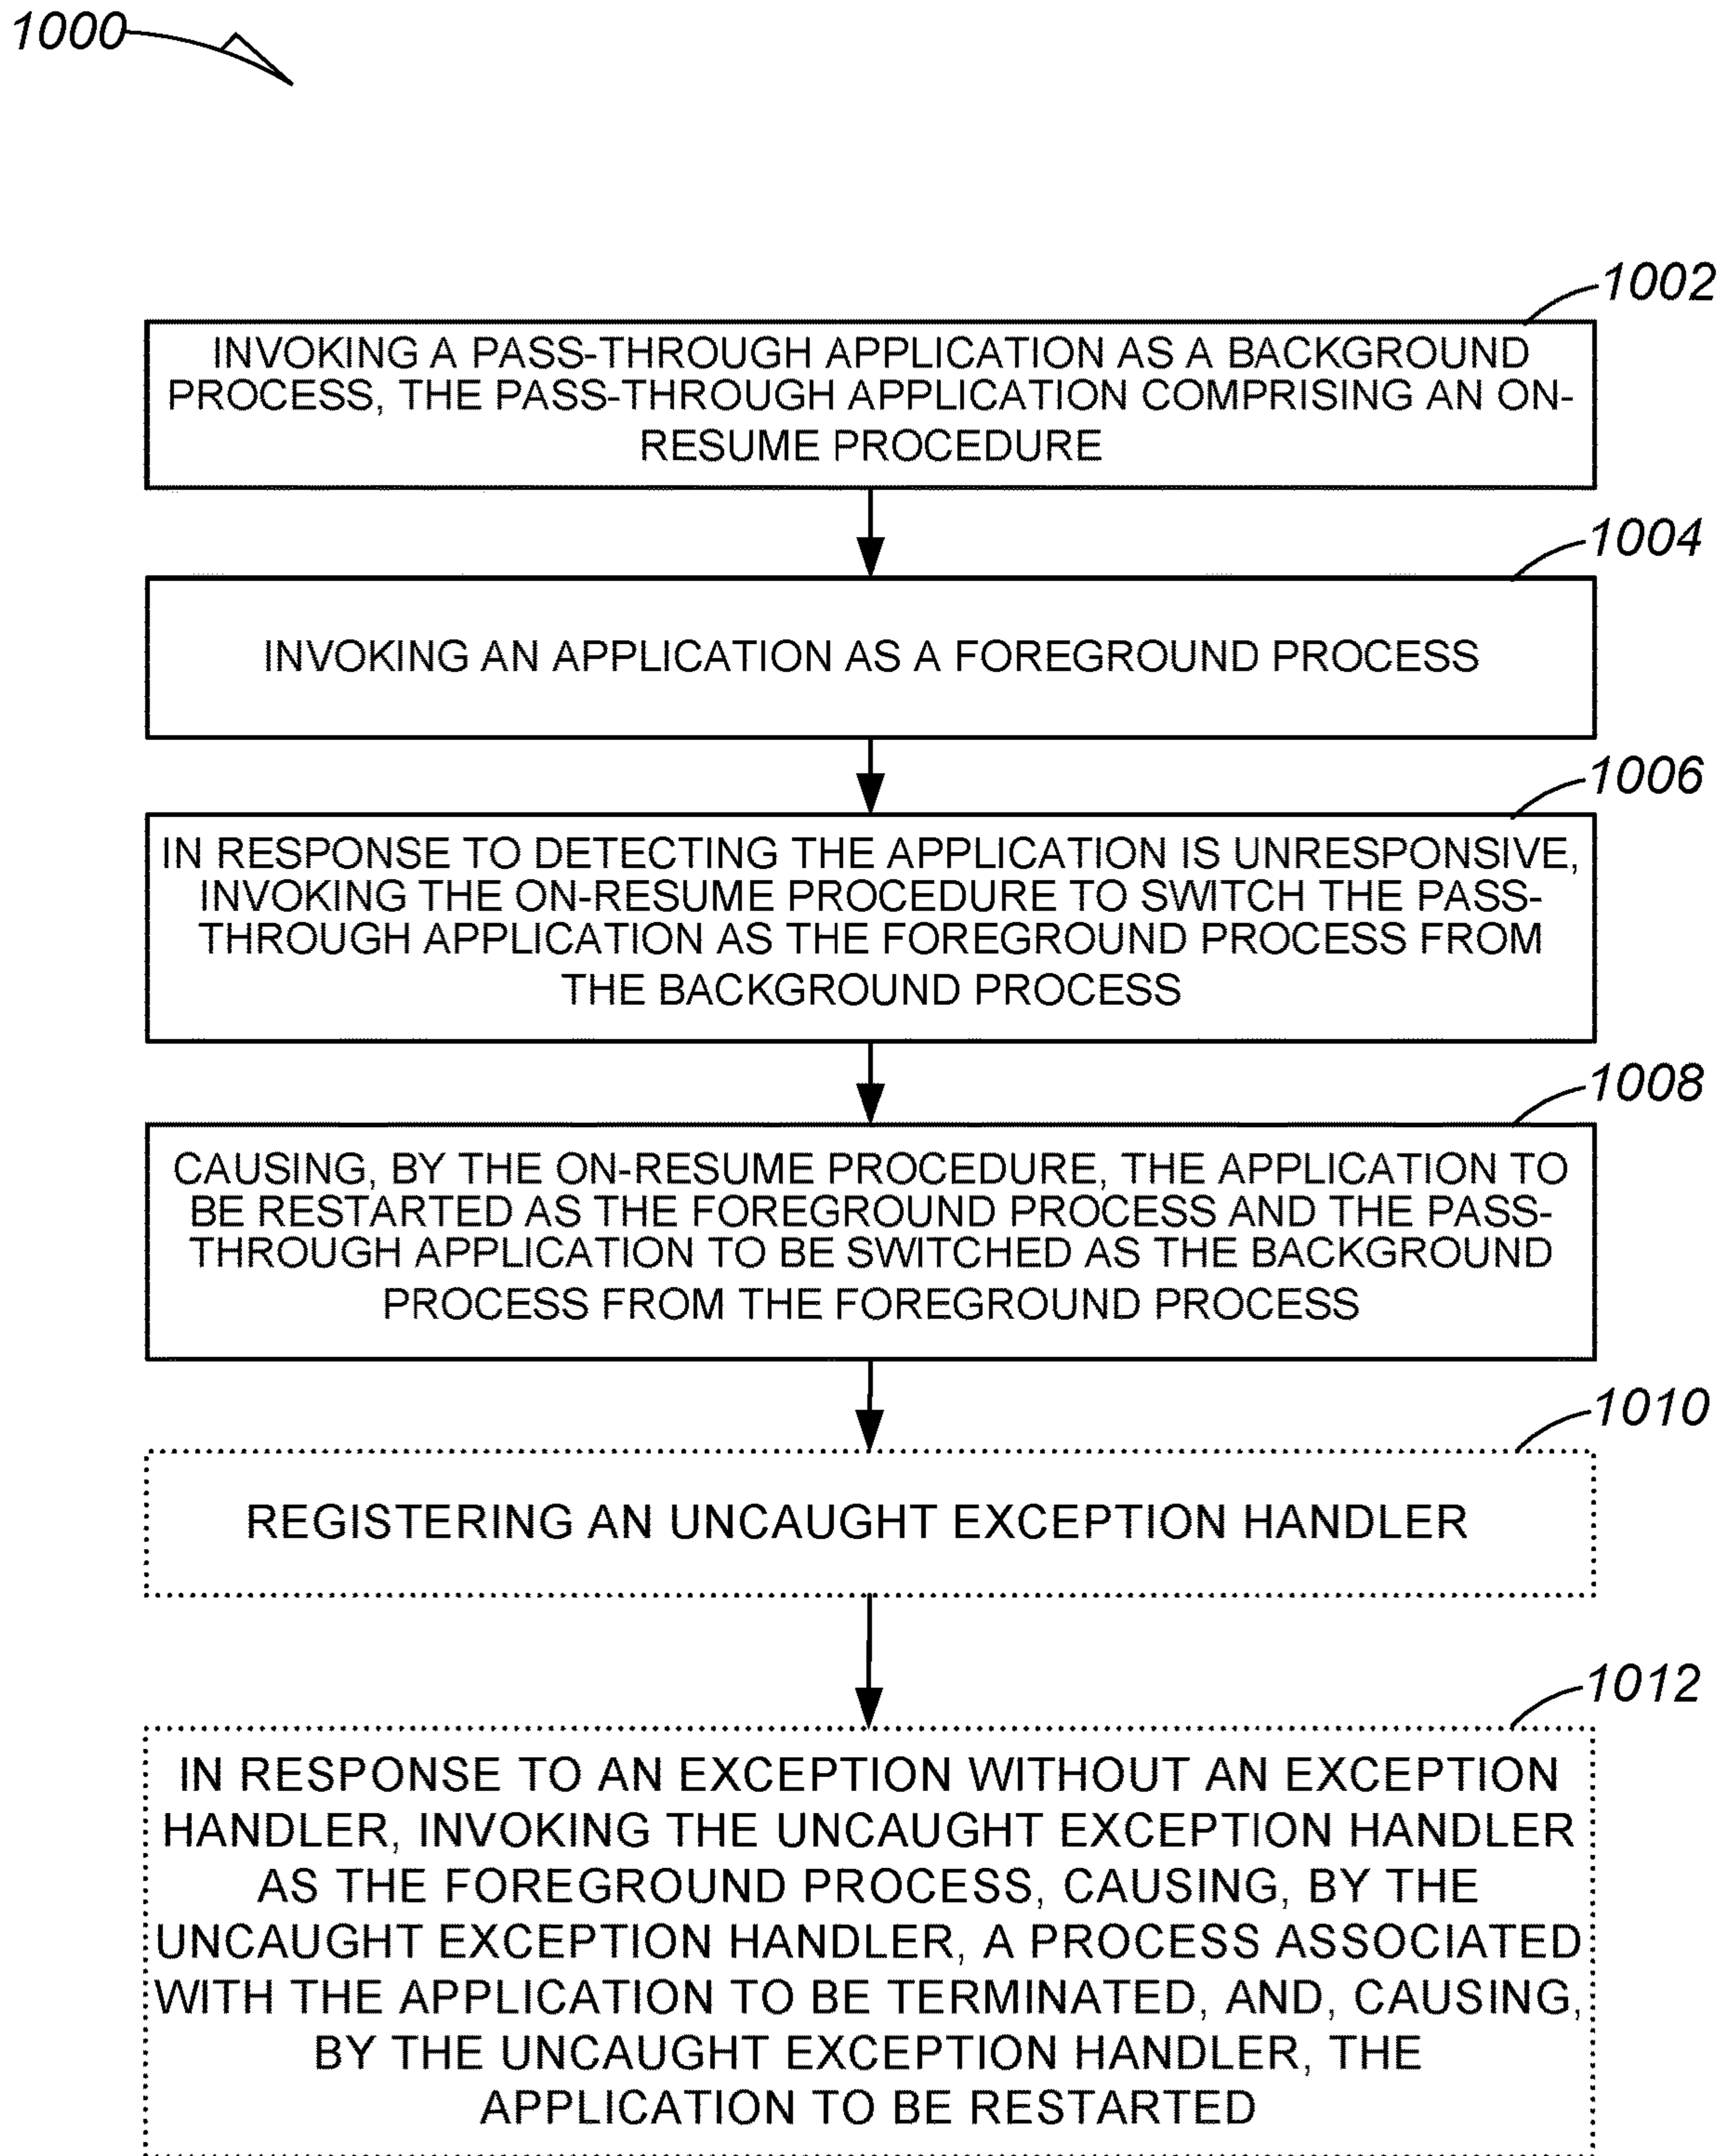 1000
1002
INVOKING A PASS-THROUGH APPLICATION AS A BACKGROUND
PROCESS, THE PASS-THROUGH APPLICATION COMPRISING AN ON-
RESUME PROCEDURE
1004
INVOKING AN APPLICATION AS A FOREGROUND PROCESS
1006
IN RESPONSE TO DETECTING THE APPLICATION IS UNRESPONSIVE,
INVOKING THE ON-RESUME PROCEDURE TO SWITCH THE PASS-
THROUGH APPLICATION AS THE FOREGROUND PROCESS FROM
THE BACKGROUND PROCESS
1008
CAUSING, BY THE ON-RESUME PROCEDURE, THE APPLICATION TO
BE RESTARTED AS THE FOREGROUND PROCESS AND THE PASS-
THROUGH APPLICATION TO BE SWITCHED AS THE BACKGROUND
PROCESS FROM THE FOREGROUND PROCESS
1010
REGISTERING AN UNCAUGHT EXCEPTION HANDLER
1012
IN RESPONSE TO AN EXCEPTION WITHOUT AN EXCEPTION
HANDLER, INVOKING THE UNCAUGHT EXCEPTION HANDLER
AS THE FOREGROUND PROCESS, CAUSING, BY THE
UNCAUGHT EXCEPTION HANDLER, A PROCESS ASSOCIATED
WITH THE APPLICATION TO BE TERMINATED, AND, CAUSING,
BY THE UNCAUGHT EXCEPTION HANDLER, THE
APPLICATION TO BE RESTARTED